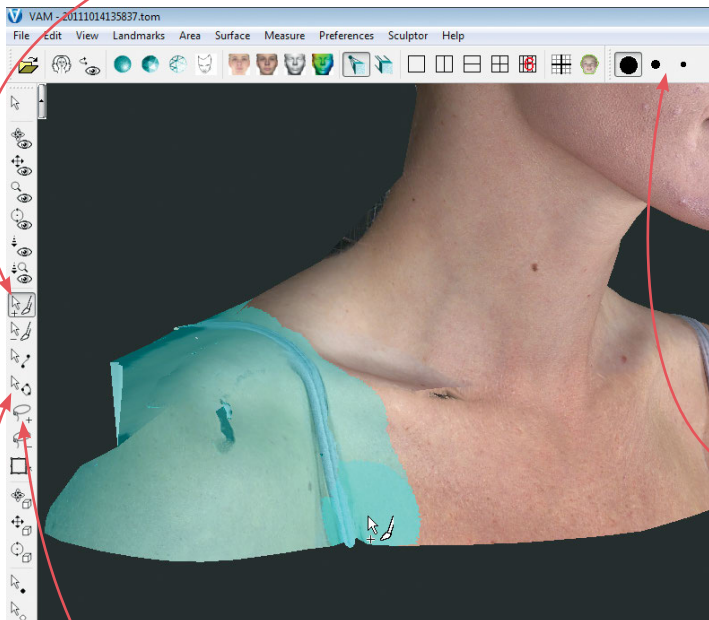 VAM - 20111014135837.tom
File Edit View Landmarks Area Surface Measure Preferences Sculptor Help